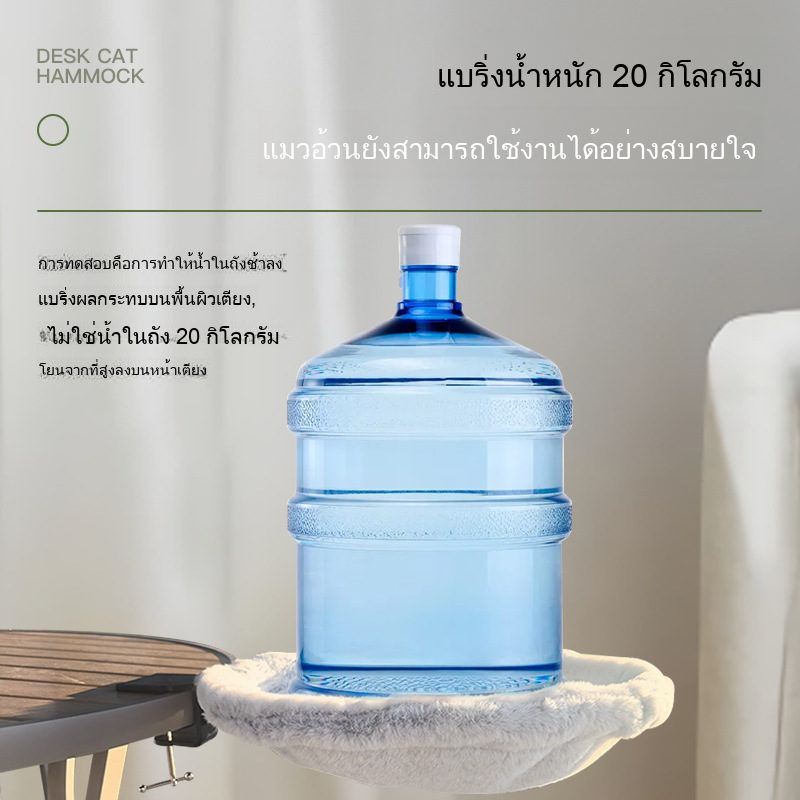 DESK CAT
HAMMOCK
แบริ่งน้ำหนัก 20 กิโลกรัม
แมวอ้วนยังสามารถใช้งานได้อย่างสบายใจ
การทดสอบคือการทำให้น้ำในถังช้าลง
แบริ่งผลกระทบบนพื้นผิวเตียง,
ไม่ใช่น้ำในถัง 20 กิโลกรัม
โยนจากที่สูงลงบนหน้าเตียง